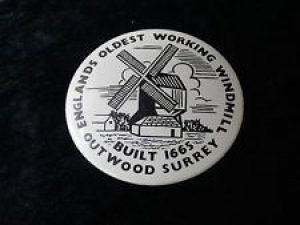 ENGLANDS OLDEST WORKING WINDMILL
BUILT 1665
OUTWOOD SURREY